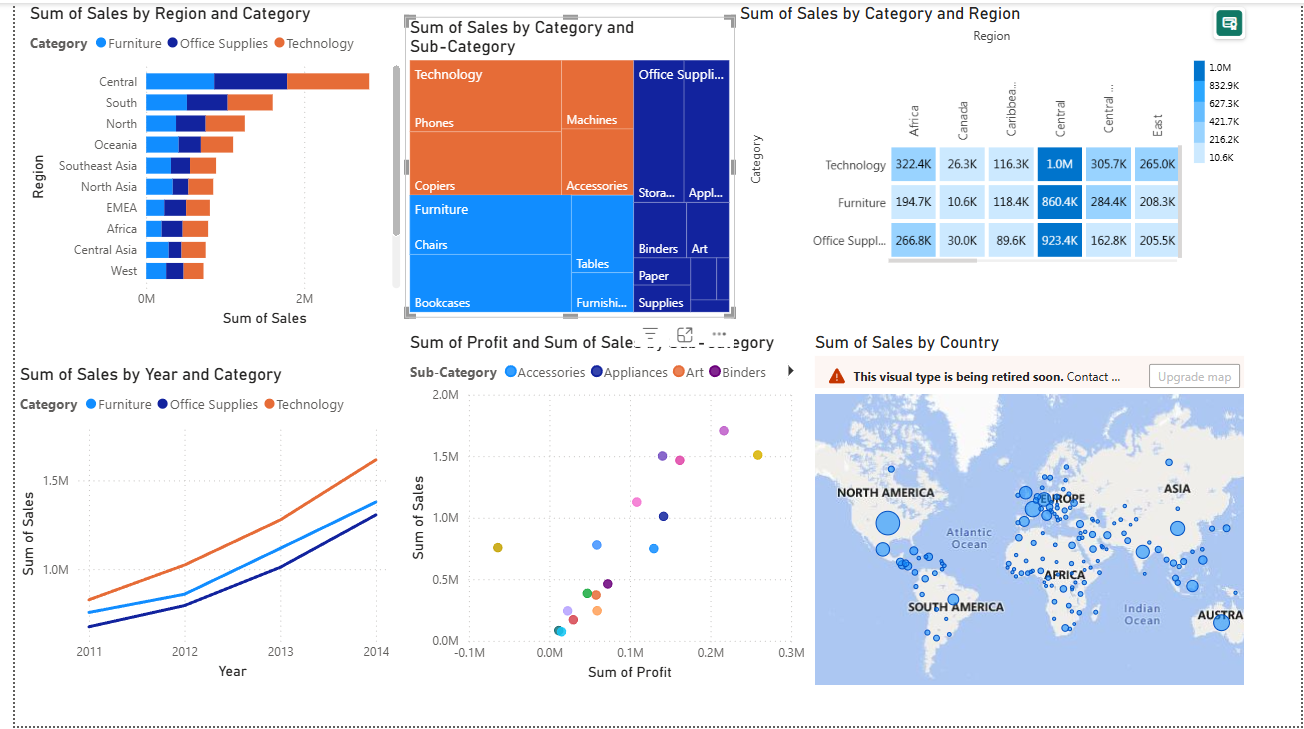 Sum of Sales by Region and Category
Category Furniture Office Supplies Technology
Region
Central
South
North
Oceania
Southeast Asia
North Asia
EMEA
Africa
Central Asia
West
0M 2M
Sum of Sales
Sum of Sales by Category and
Sub-Category
Technology
Phones
Machines
Copiers
Accessories
Furniture
Chairs
Tables
Bookcases
Furnishi...
Office Suppli...
Stora... Appl...
Binders Art
Paper
Supplies
Sum of Sales by Category and Region
Region
Category
Africa Canada Caribbea... Central Central ... East
Technology 322.4K 26.3K 116.3K 1.0M 305.7K 265.0K
Furniture 194.7K 10.6K 118.4K 860.4K 284.4K 208.3K
Office Suppl... 266.8K 30.0K 89.6K 923.4K 162.8K 205.5K
1.0M
832.9K
627.3K
421.7K
216.2K
10.6K
Sum of Sales by Year and Category
Category Furniture Office Supplies Technology
Sum of Sales
1.5M
1.0M
2011 2012 2013 2014
Year
Sum of Profit and Sum of Sales by Sub-Category
Sub-Category Accessories Appliances Art Binders
Sum of Sales
2.0M
1.5M
1.0M
0.5M
0.0M
-0.1M 0.0M 0.1M 0.2M 0.3M
Sum of Profit
Sum of Sales by Country
This visual type is being retired soon. Contact ...
Upgrade map
NORTH AMERICA
EUROPE
ASIA
Atlantic
Ocean
AFRICA
SOUTH AMERICA
Indian
Ocean
AUSTRA